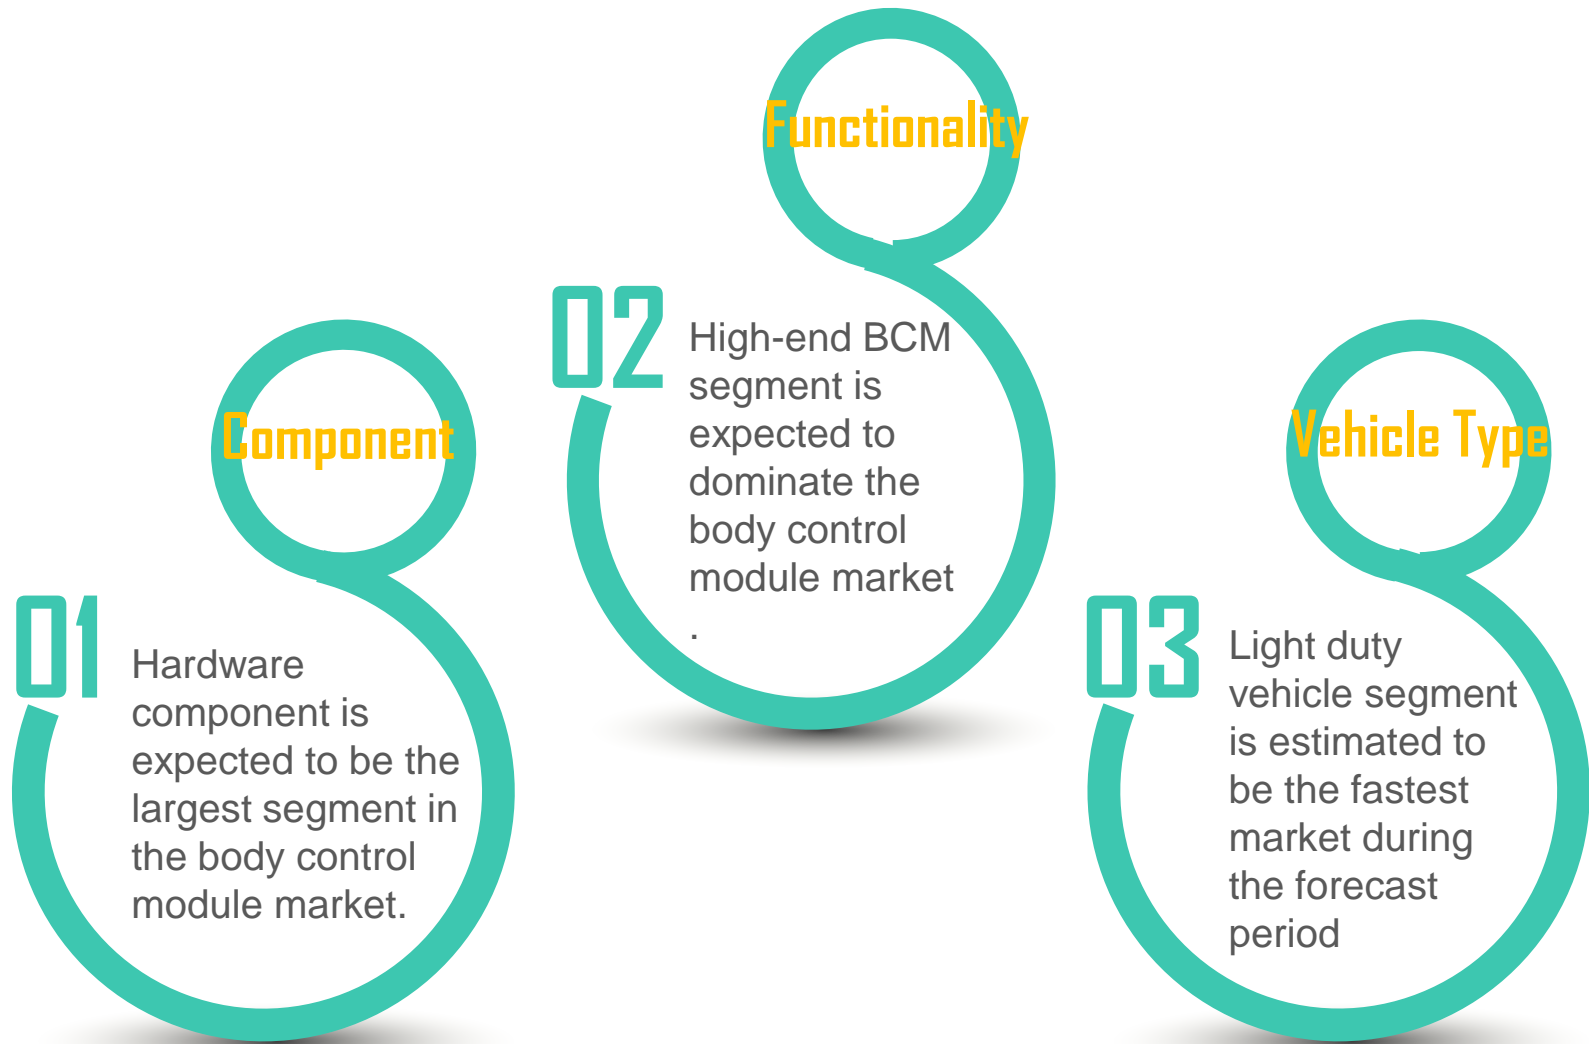 Component
01
Hardware
component is
expected to be the
largest segment in
the body control
module market.
Functionality
02
High-end BCM
segment is
expected to
dominate the
body control
module market
.
Vehicle Type
03
Light duty
vehicle segment
is estimated to
be the fastest
market during
the forecast
period